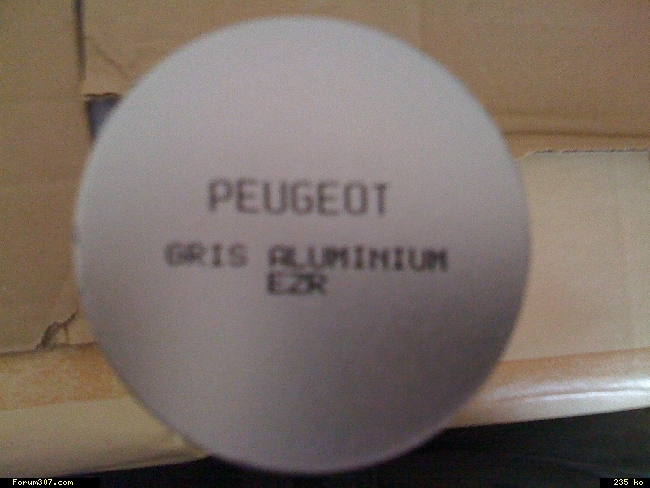 PEUGEOT
GRIS ALUMINIUM
EZR
Forum307.com
235 ko